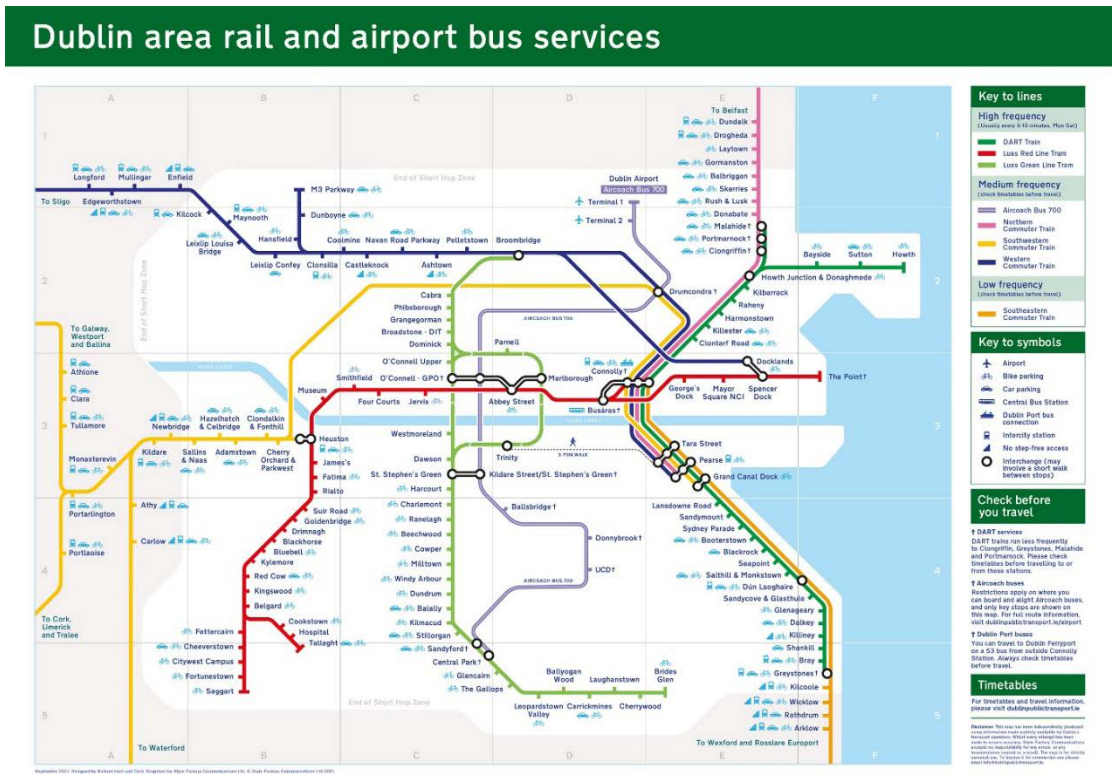 Dublin area rail and airport bus services
A
B
C
D
E
F
1
2
3
4
5
End of Short Hop Zone
End of Short Hop Zone
End of Short Hop Zone
To Belfast
Dundalk
Drogheda
Laytown
Gormanston
Balbriggan
Skerries
Rush & Lusk
Donabate
Malahide†
Portmarnock†
Clongriffin†
Dublin Airport
Aircoach Bus 700
Terminal 1
Terminal 2
Longford
Mullingar
Enfield
To Sligo
Edgeworthstown
Kilcock
Maynooth
Leixlip Louisa
Bridge
M3 Parkway
Dunboyne
Hansfield
Leixlip Confey
Clonsilla
Coolmine
Castleknock
Navan Road Parkway
Ashtown
Pelletstown
Broombridge
Drumcondra †
Bayside
Sutton
Howth
Howth Junction & Donaghmede
Kilbarrack
Raheny
Harmonstown
Killester
Clontarf Road
Cabra
Phibsborough
Grangegorman
Broadstone - DIT
Dominick
O'Connell Upper
O'Connell - GPO†
Parnell
Marlborough
AIRCOACH BUS 700
Connolly†
Docklands
Smithfield
Museum
Four Courts
Jervis
Abbey Street
Busáras†
George's
Dock
Mayor
Square NCI
Spencer
Dock
The Point†
To Galway,
Westport
and Ballina
Athlone
Clara
Tullamore
Monasterevin
Portarlington
Portlaoise
Kildare
Newbridge
Sallins
& Naas
Hazelhatch
& Celbridge
Adamstown
Clondalkin
& Fonthill
Cherry
Orchard &
Parkwest
Heuston
James's
Fatima
Rialto
Westmoreland
Trinity
Dawson
5 MIN WALK
St. Stephen's Green
Kildare Street/St. Stephen's Green†
Tara Street
Pearse
Grand Canal Dock
Athy
Carlow
Suir Road
Goldenbridge
Drimnagh
Blackhorse
Bluebell
Kylemore
Red Cow
Kingswood
Belgard
Cookstown
Hospital
Tallaght
Fettercairn
Cheeverstown
Citywest Campus
Fortunestown
Saggart
Harcourt
Charlemont
Ranelagh
Beechwood
Cowper
Milltown
Windy Arbour
Dundrum
Balally
Kilmacud
Stillorgan
Sandyford†
Central Park†
Glencairn
The Gallops
Leopardstown
Valley
Ballyogan
Wood
Carrickmines
Laughanstown
Cherrywood
Brides
Glen
Ballsbridge †
Donnybrook†
UCD†
AIRCOACH BUS 700
Lansdowne Road
Sandymount
Sydney Parade
Booterstown
Blackrock
Seapoint
Salthill & Monkstown
Dún Laoghaire
Sandycove & Glasthule
Glenageary
Dalkey
Killiney
Shankill
Bray
Greystones†
Kilcoole
Wicklow
Rathdrum
Arklow
To Cork,
Limerick
and Tralee
To Waterford
To Wexford and Rosslare Europort
Key to lines
High frequency
(Usually every 5-15 minutes, Mon-Sat)
DART Train
Luas Red Line Tram
Luas Green Line Tram
Medium frequency
(check timetables before travel)
Aircoach Bus 700
Northern
Commuter Train
Southwestern
Commuter Train
Western
Commuter Train
Low frequency
(check timetables before travel)
Southeastern
Commuter Train
Key to symbols
Airport
Bike parking
Car parking
Central Bus Station
Dublin Port bus
connection
Intercity station
No step-free access
Interchange (may
involve a short walk
between stops)
Check before
you travel
† DART services
DART trains run less frequently
to Clongriffin, Greystones, Malahide
and Portmarnock. Please check
timetables before travelling to or
from these stations.
† Aircoach buses
Restrictions apply on where you
can board and alight Aircoach buses,
and only key stops are shown on
this map. For full route information,
visit dublinpublictransport.ie/airport
† Dublin Port buses
You can travel to Dublin Ferryport
on a 53 bus from outside Connolly
Station. Always check timetables
before travel.
Timetables
For timetables and travel information,
please visit dublinpublictransport.ie